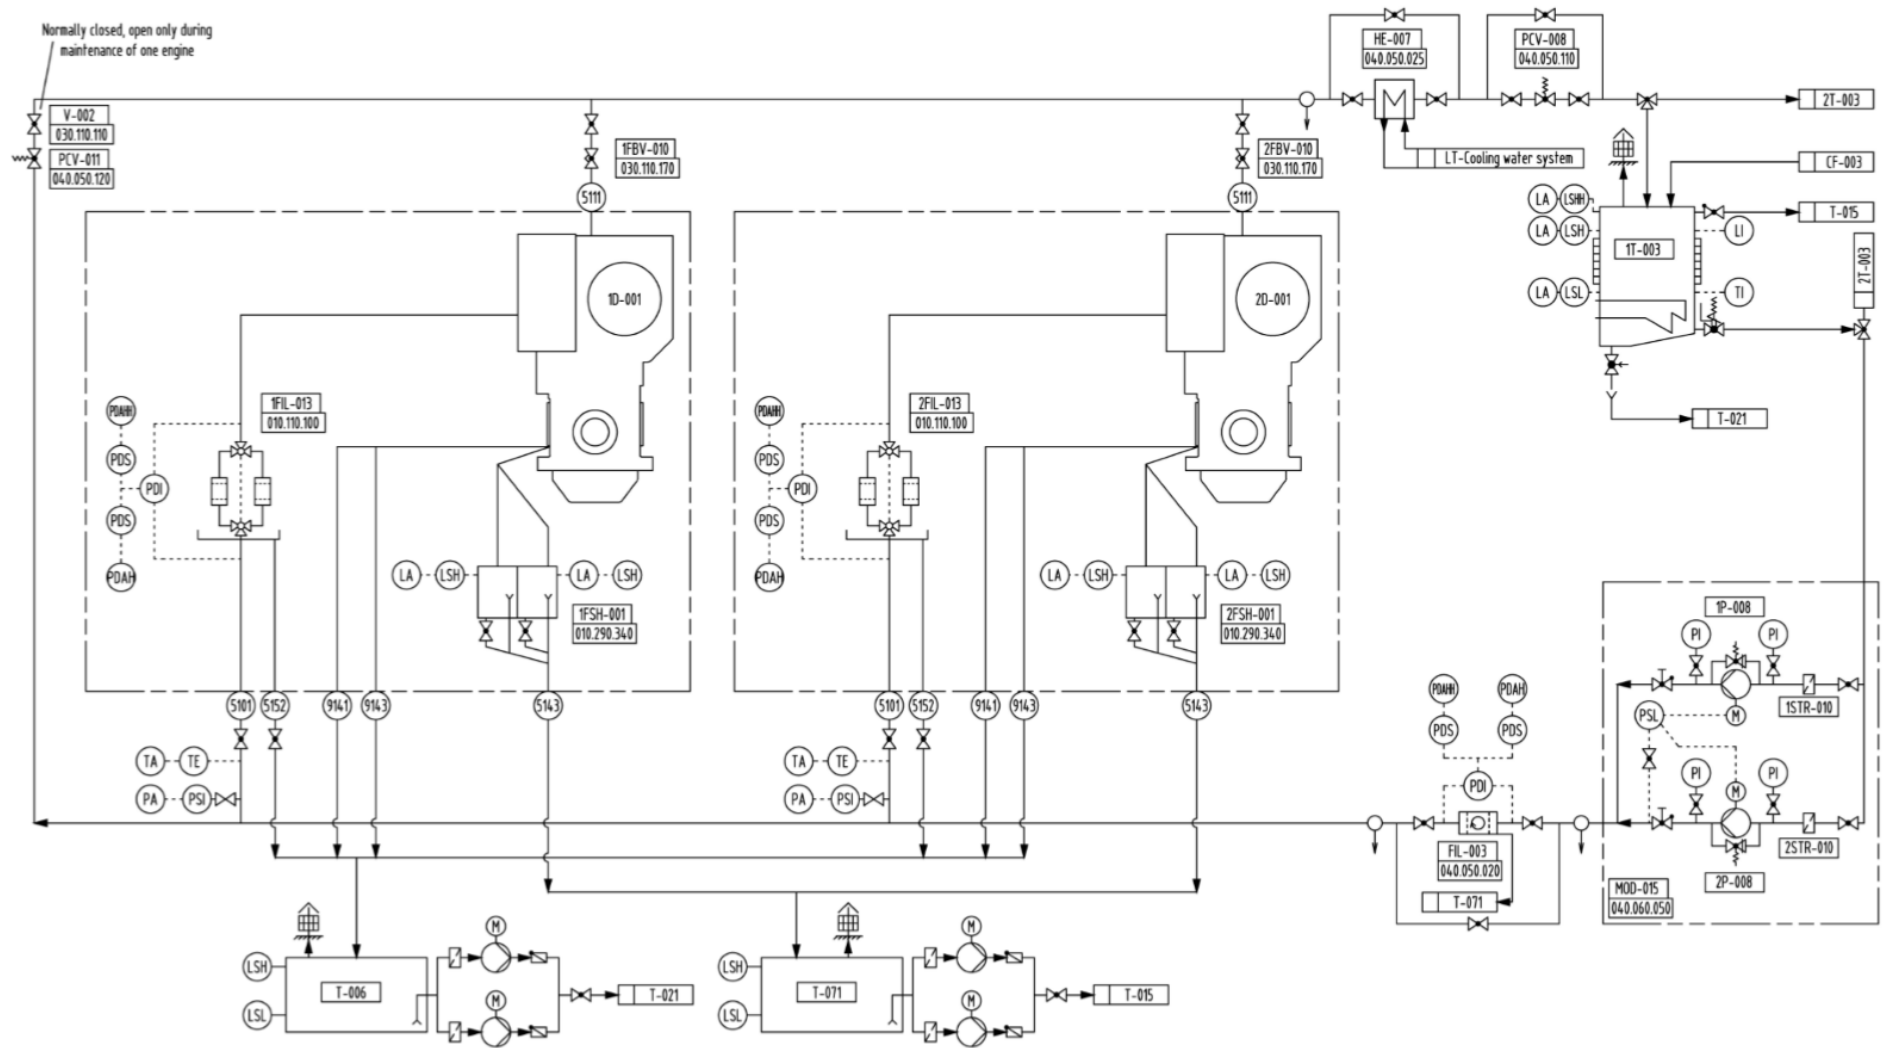 Normally closed, open only during
maintenance of one engine
V-002
030.110.110
PCV-011
040.050.120
1FBV-010
030.110.170
5111
2FBV-010
030.110.170
5111
HE-007
040.050.025
PCV-008
040.050.110
LT-Cooling water system
2T-003
CF-003
T-015
2T-003
LA
LSHH
LA
LSH
LA
LSL
1T-003
LI
TI
T-021
1D-001
1FIL-013
010.110.100
PDAHH
PDS
PDI
PDS
PDAH
LA
LSH
LA
LSH
1FSH-001
010.290.340
5101
5152
9141
9143
5143
TA
TE
PA
PSI
2D-001
2FIL-013
010.110.100
PDAHH
PDS
PDI
PDS
PDAH
LA
LSH
LA
LSH
2FSH-001
010.290.340
5101
5152
9141
9143
5143
TA
TE
PA
PSI
PDAHH
PDAH
PDS
PDS
PDI
FIL-003
040.050.020
T-071
1P-008
PI
PI
M
1STR-010
PSL
PI
PI
M
2STR-010
2P-008
MOD-015
040.060.050
LSH
LSL
T-006
M
M
T-021
LSH
LSL
T-071
M
M
T-015